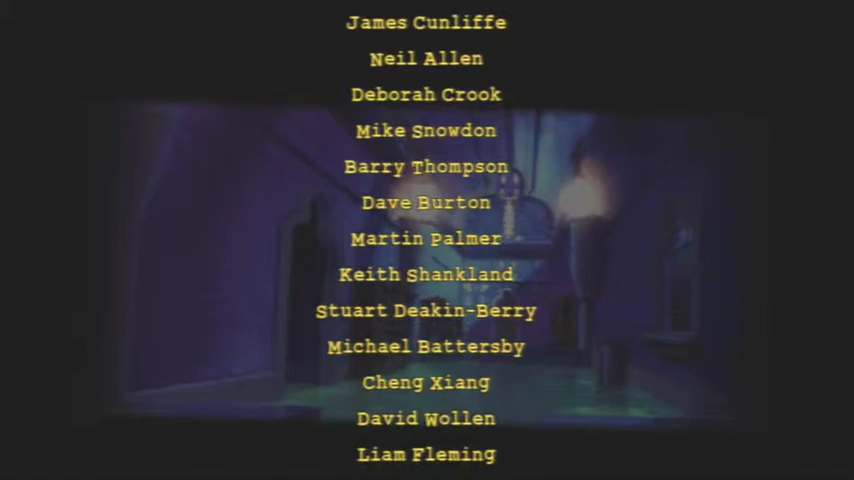 James Cunliffe
Neil Allen
Deborah Crook
Mike Snowdon
Barry Thompson
Dave Burton
Martin Palmer
Keith Shankland
Stuart Deakin-Berry
Michael Battersby
Cheng Xiang
David Wollen
Liam Fleming